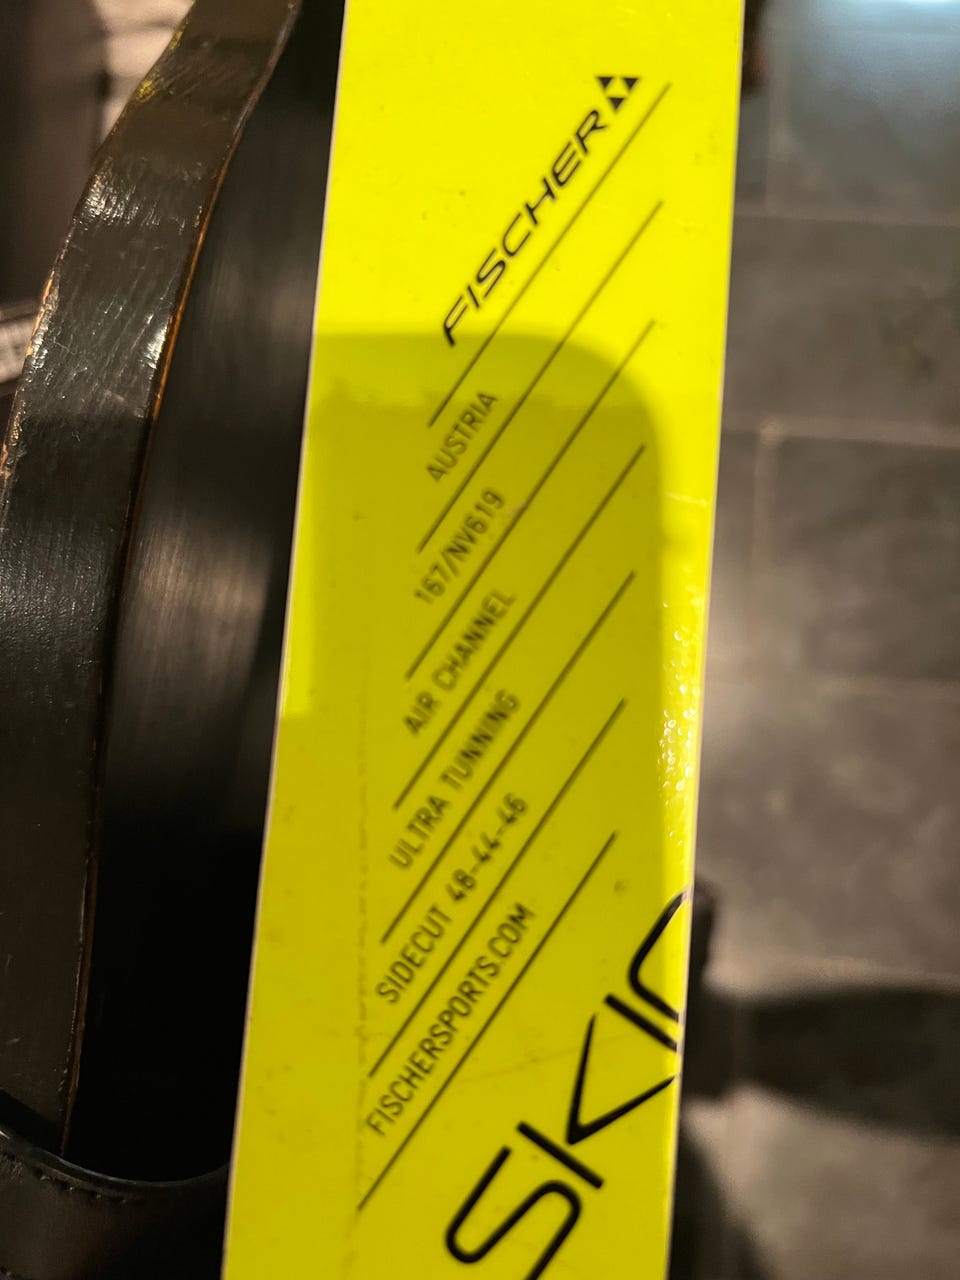 FISCHER
AUSTRIA
167/NV619
AIR CHANNEL
ULTRA TUNNING
SIDECUT 48-44-46
FISCHERSPORTS.COM